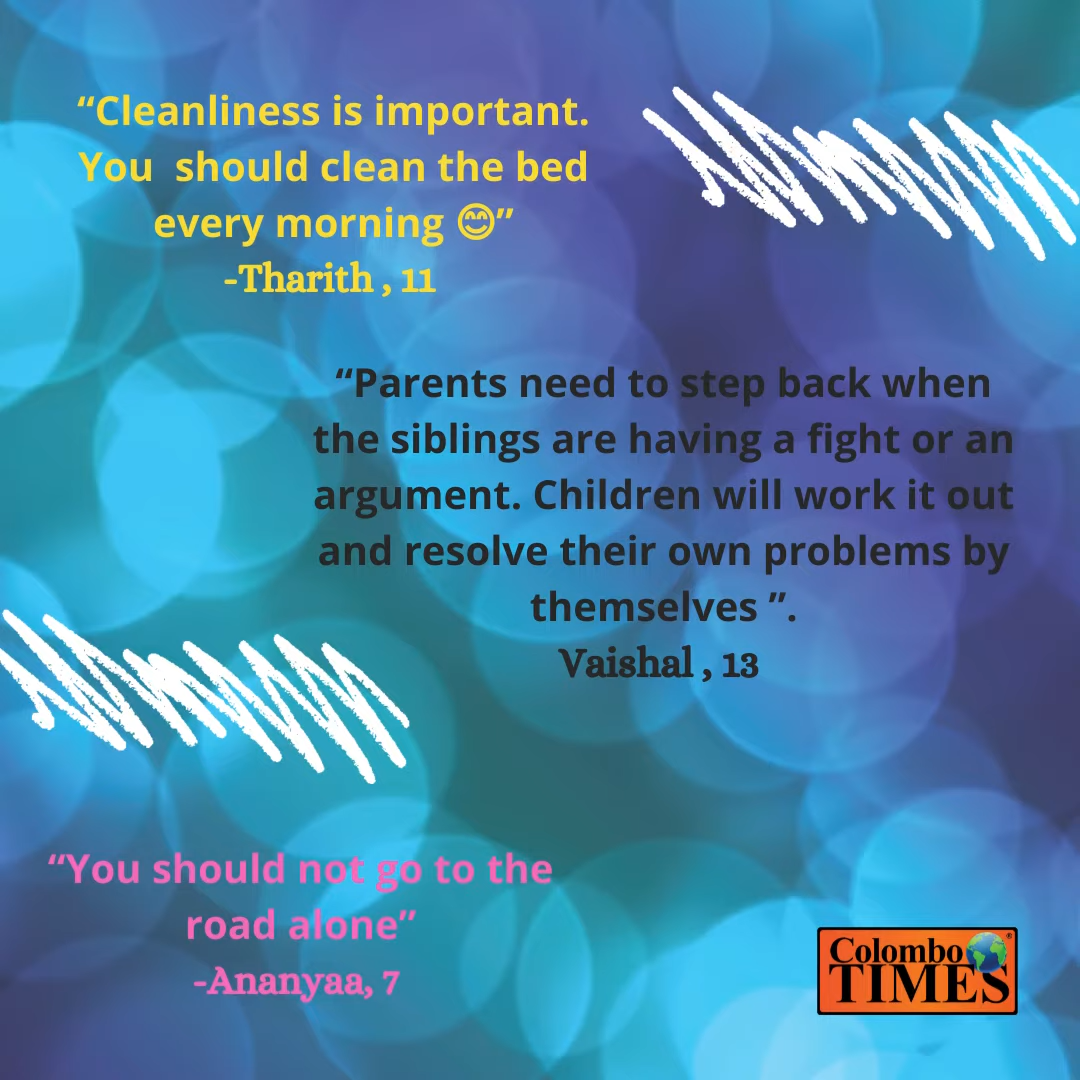 “Cleanliness is important.
You  should clean the bed
every morning 😊”
-Tharith , 11
“Parents need to step back when
the siblings are having a fight or an
argument. Children will work it out
and resolve their own problems by
themselves ”.
Vaishal , 13
“You should not go to the
road alone”
-Ananyaa, 7
Colombo
TIMES
®